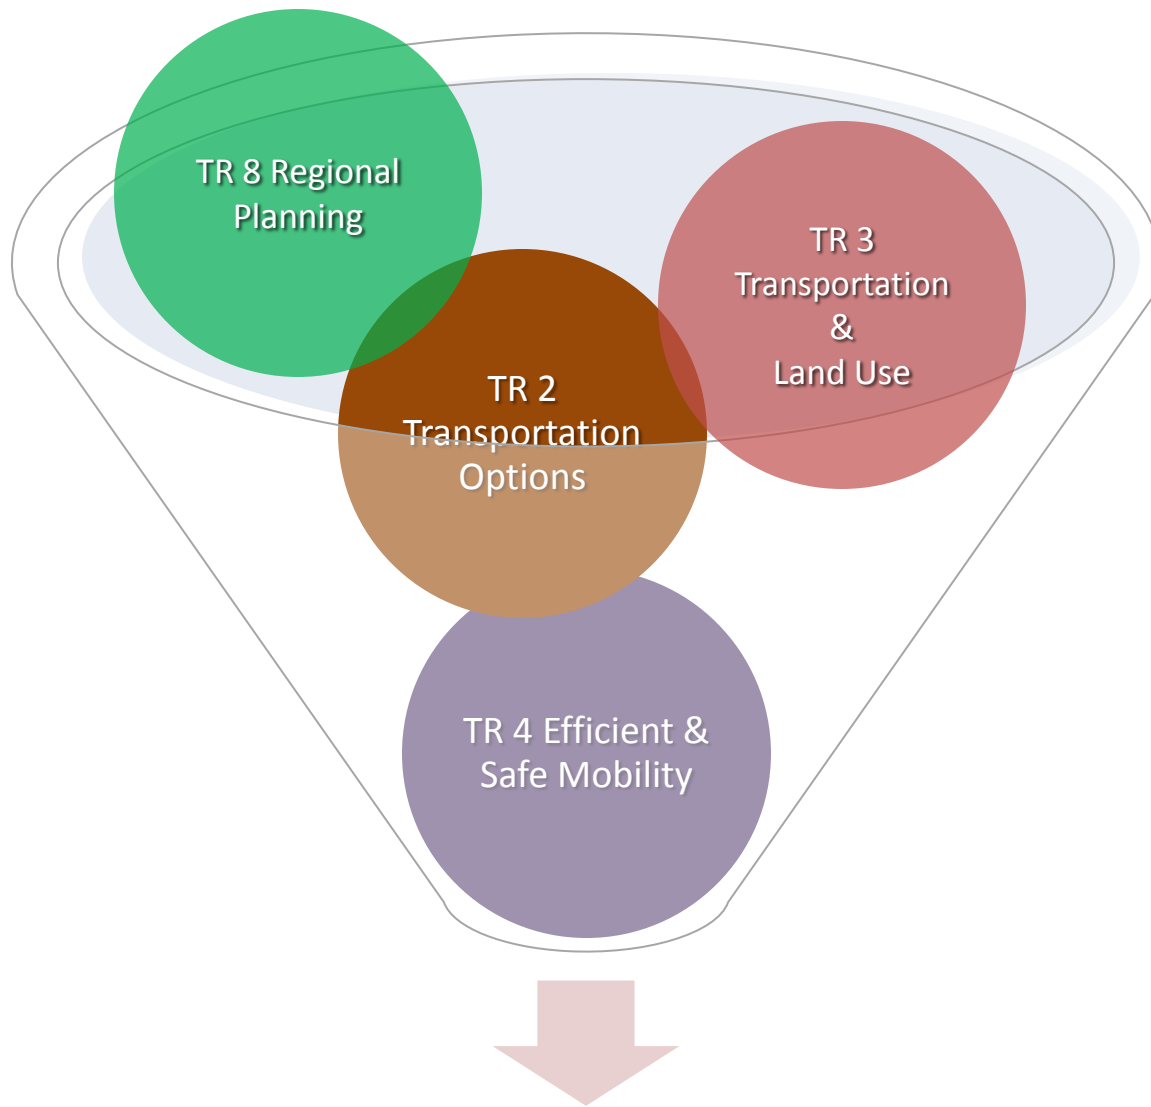 TR 8 Regional
Planning
TR 3
Transportation
&
Land Use
TR 2
Transportation
Options
TR 4 Efficient &
Safe Mobility